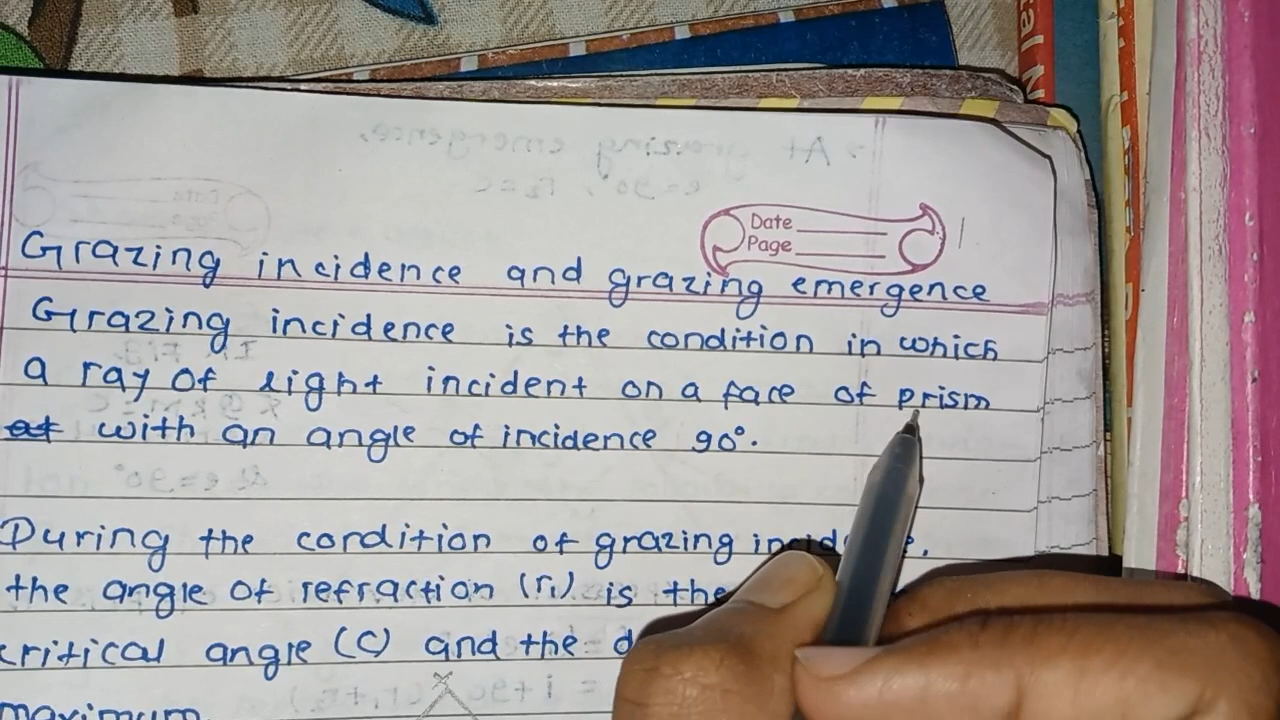 Date
Page
Grazing incidence and grazing emergence
Grazing incidence is the condition in which
a ray of light incident on a face of prism
at with an angle of incidence 90°.
During the condition of grazing
the angle of refraction (r₁) is the
critical angle (C) and the
maximum